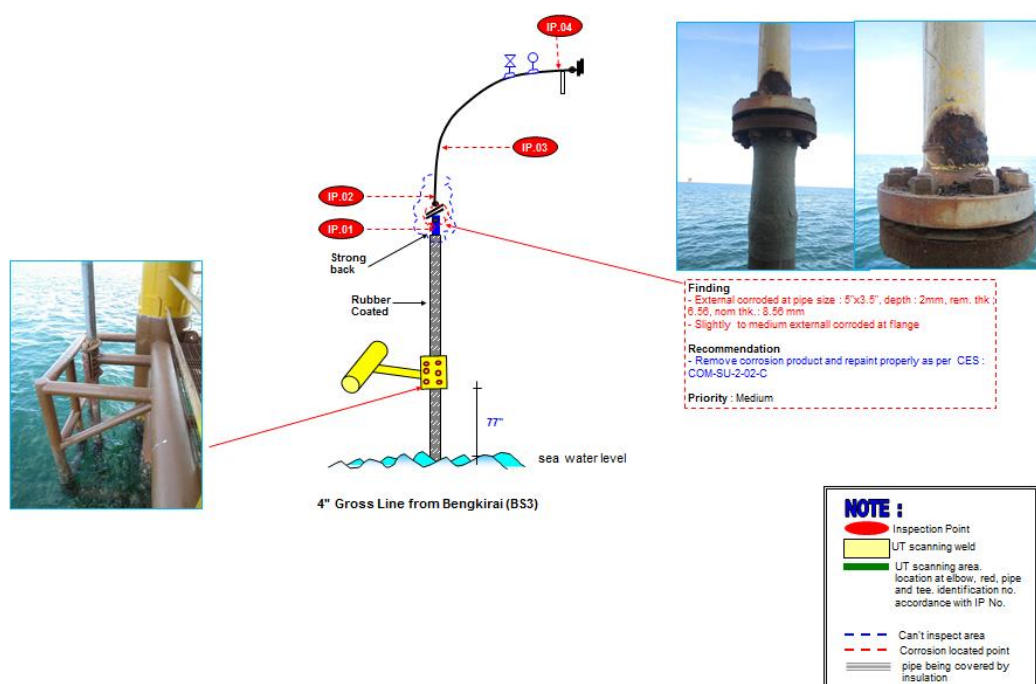 IP.04
IP.03
IP.02
IP.01
Strong
back
Rubber
Coated
77"
sea water level
4" Gross Line from Bengkirai (BS3)
Finding
- External corroded at pipe size : 5"x3.5", depth : 2mm, rem. thk :
6.56, nom thk.: 8.56 mm
- Slightly to medium externall corroded at flange
Recommendation
- Remove corrosion product and repaint properly as per CES :
COM-SU-2-02-C
Priority : Medium
NOTE :
Inspection Point
UT scanning weld
UT scanning area.
location at elbow, red, pipe
and tee. identification no.
accordance with IP No.
Can't inspect area
Corrosion located point
pipe being covered by
insulation